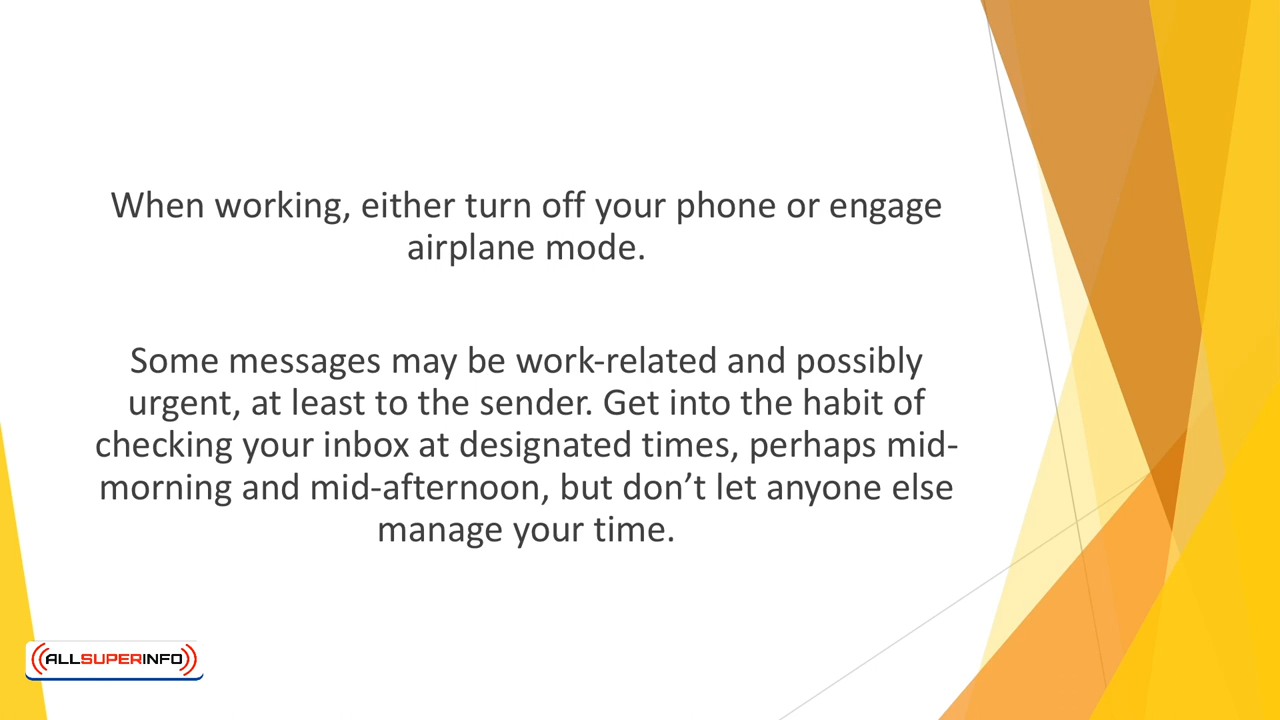 When working, either turn off your phone or engage
airplane mode.
Some messages may be work-related and possibly
urgent, at least to the sender. Get into the habit of
checking your inbox at designated times, perhaps mid-
morning and mid-afternoon, but don’t let anyone else
manage your time.
ALLSUPERINFO